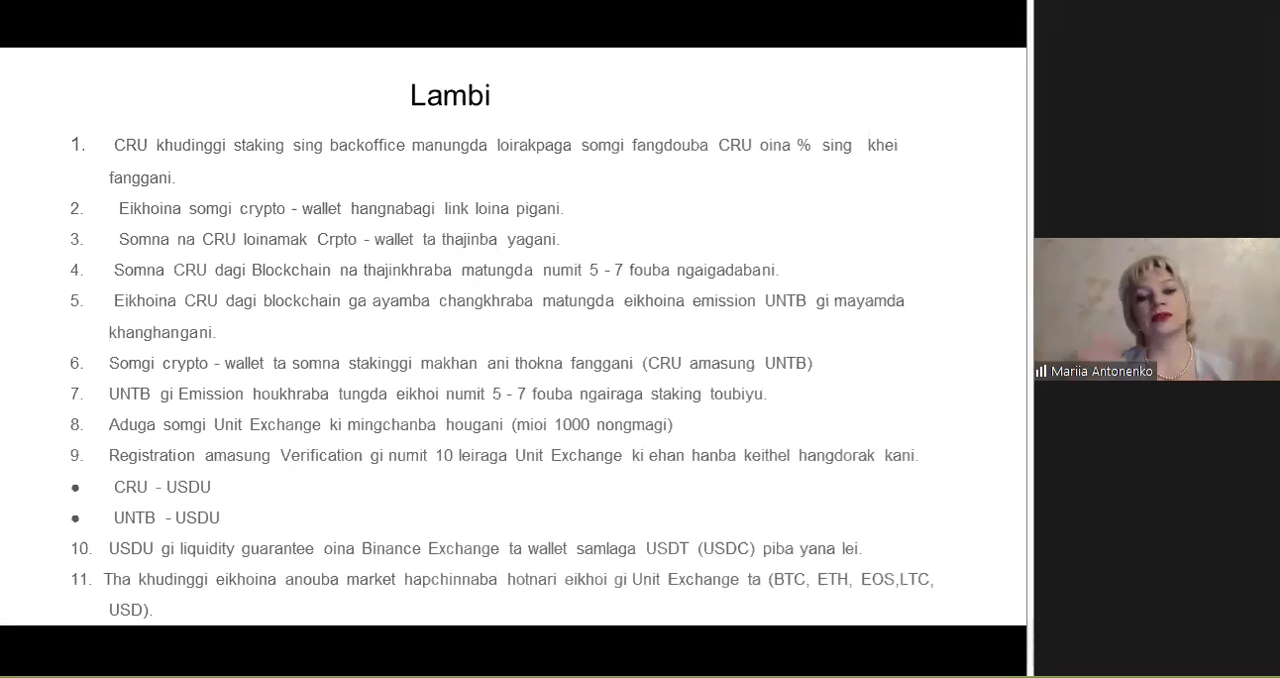 Lambi
1. CRU khudinggi staking sing backoffice manungda loirakpaga somgi fangdouba CRU oina % sing khei
fanggani.
2. Eikhoina somgi crypto - wallet hangnabagi link loina pigani.
3. Somna na CRU loinamak Crpto - wallet ta thajinba yagani.
4. Somna CRU dagi Blockchain na thajinkhraba matungda numit 5 - 7 fouba ngaigadabani.
5. Eikhoina CRU dagi blockchain ga ayamba changkhraba matungda eikhoina emission UNTB gi mayamda
khanghangani.
6. Somgi crypto - wallet ta somna stakinggi makhan ani thokna fanggani (CRU amasung UNTB)
7. UNTB gi Emission houkhraba tungda eikhoi numit 5 - 7 fouba ngairaga staking toubiyu.
8. Aduga somgi Unit Exchange ki mingchanba hougani (mioi 1000 nongmagi)
9. Registration amasung Verification gi numit 10 leiraga Unit Exchange ki ehan hanba keithel hangdorak kani.
● CRU - USDU
● UNTB - USDU
10. USDU gi liquidity guarantee oina Binance Exchange ta wallet samlaga USDT (USDC) piba yana lei.
11. Tha khudinggi eikhoina anouba market hapchinnaba hotnari eikhoi gi Unit Exchange ta (BTC, ETH, EOS,LTC,
USD).
Mariia Antonenko